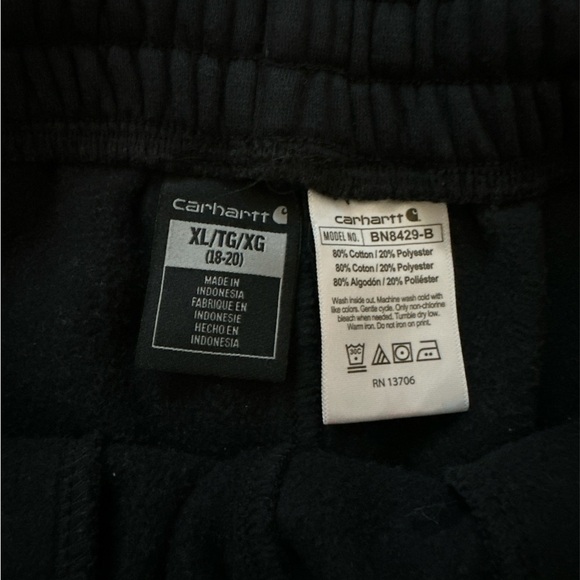 carhartt
XL/TG/XG
(18-20)
MADE IN
INDONESIA
FABRIQUE EN
INDONESIE
HECHO EN
INDONESIA
carhartt
MODEL NO. BN8429-B
80% Cotton / 20% Polyester
80% Coton / 20% Polyester
80% Algodón / 20% Poliéster
Wash inside out. Machine wash cold with
like colors. Gentle cycle. Only non-chlorine
bleach when needed. Tumble dry low.
Warm iron. Do not iron on print.
30C
RN 13706